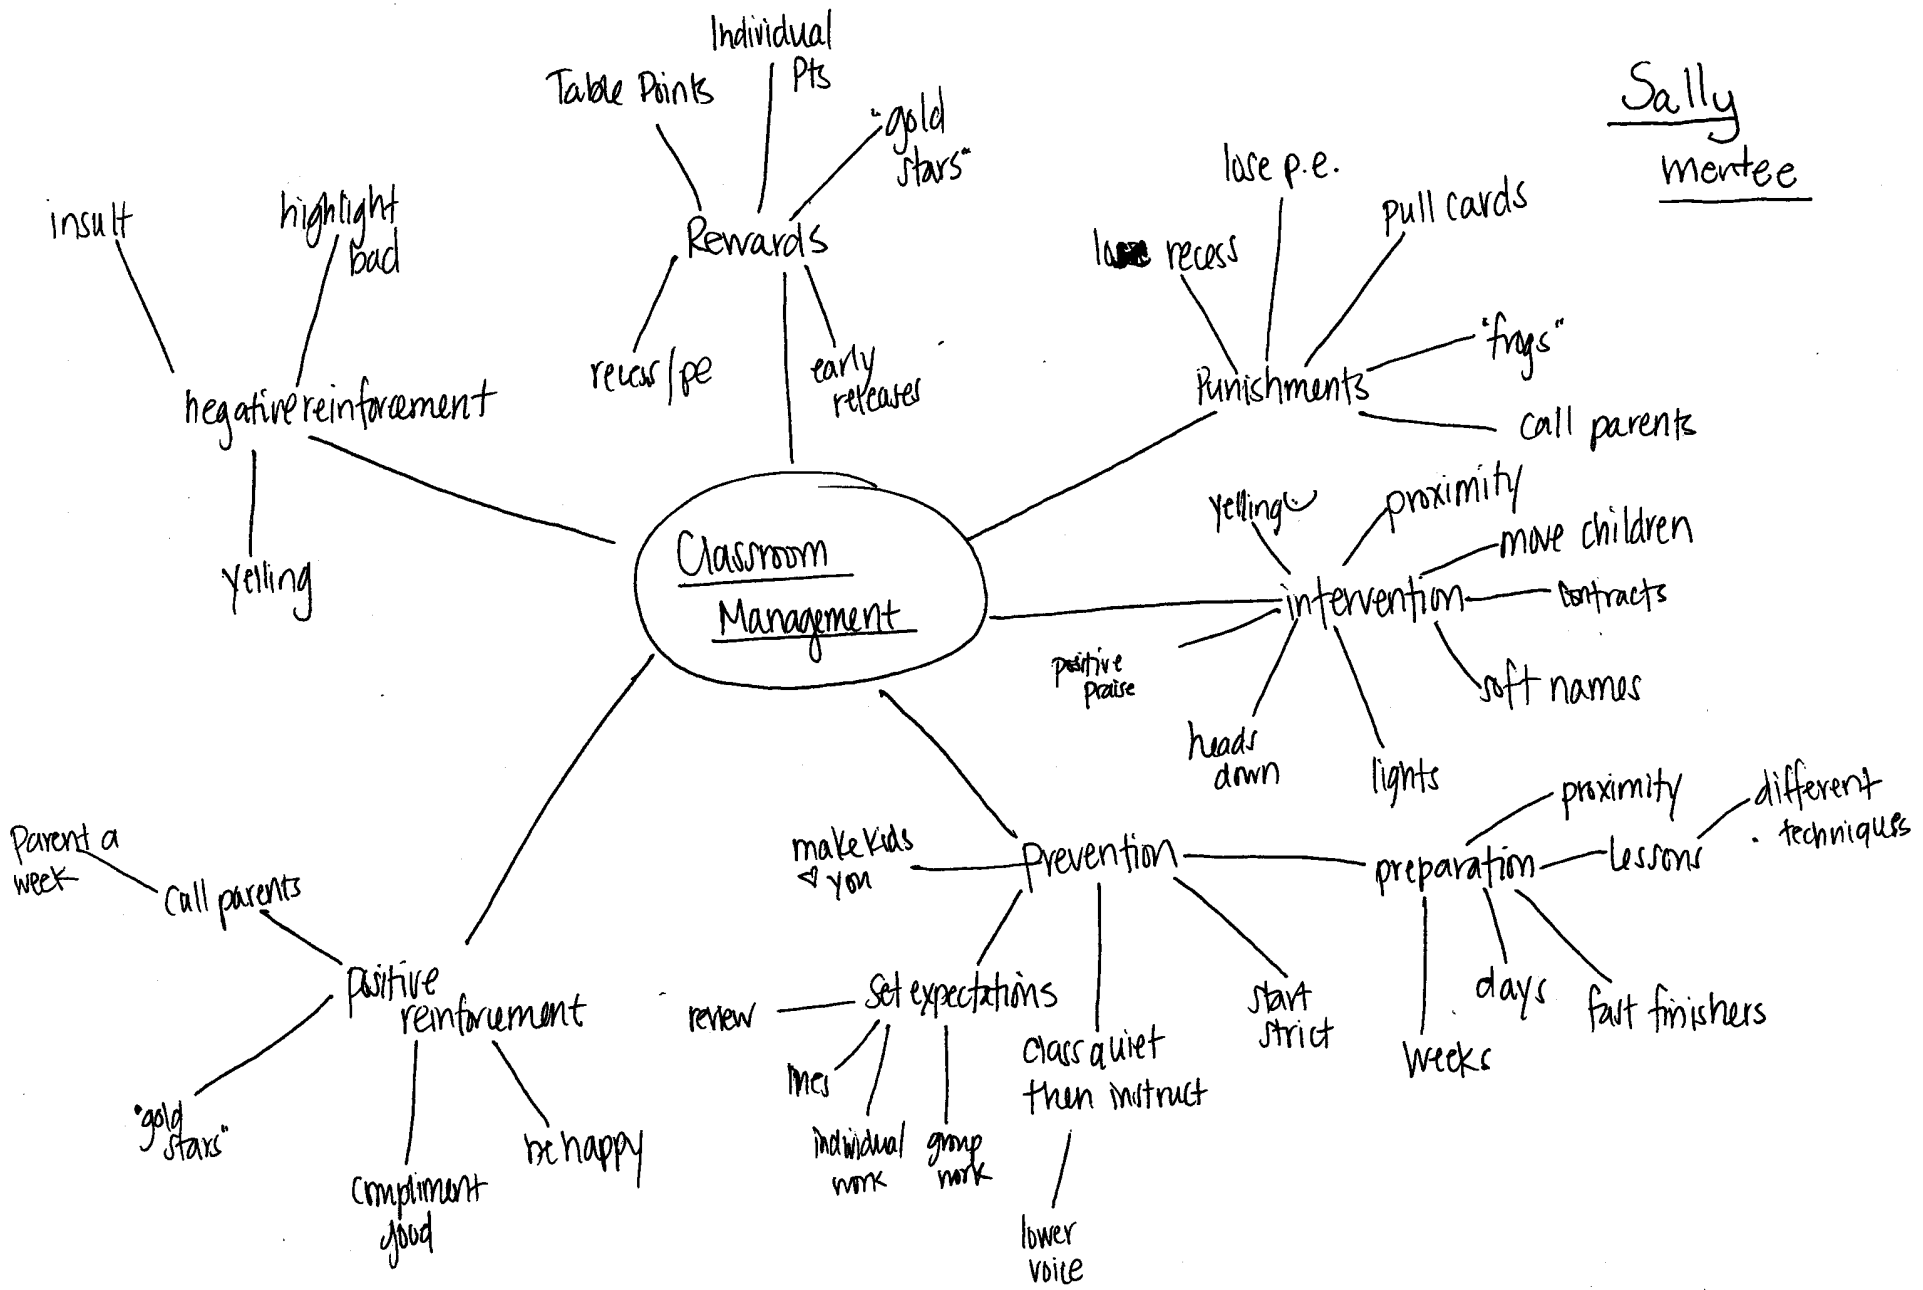 Individual
Pts
Table Points
"gold
stars"
Rewards
recess/pe
early
releases
Sally
mentee
insult
highlight
bad
negative reinforcement
yelling
lose recess
lose p.e.
pull cards
"frogs"
Punishments
call parents
Classroom
Management
yelling
proximity
move children
intervention
contracts
positive
praise
soft names
heads
down
lights
Parent a
week
call parents
positive
reinforcement
"gold
stars"
compliment
good
be happy
make kids
♡ you
prevention
preparation
proximity
lessons
different
techniques
days
fast finishers
weeks
set expectations
review
lines
individual
work
group
work
class quiet
then instruct
lower
voice
start
strict